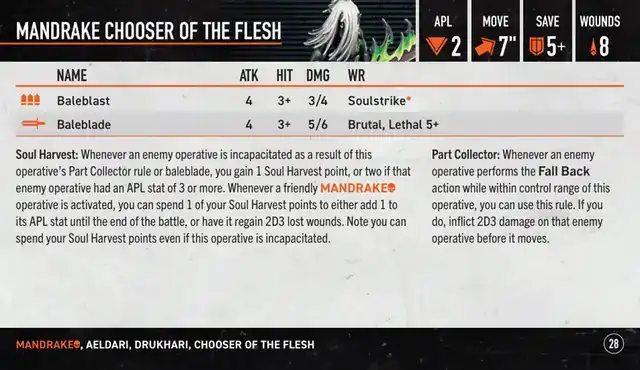 MANDRAKE CHOOSER OF THE FLESH
APL 2
MOVE 7"
SAVE 5+
WOUNDS 8
NAME ATK HIT DMG WR
Baleblast 4 3+ 3/4 Soulstrike*
Baleblade 4 3+ 5/6 Brutal, Lethal 5+
Soul Harvest: Whenever an enemy operative is incapacitated as a result of this
operative's Part Collector rule or baleblade, you gain 1 Soul Harvest point, or two if that
enemy operative had an APL stat of 3 or more. Whenever a friendly MANDRAKE
operative is activated, you can spend 1 of your Soul Harvest points to either add 1 to
its APL stat until the end of the battle, or have it regain 2D3 lost wounds. Note you can
spend your Soul Harvest points even if this operative is incapacitated.
Part Collector: Whenever an enemy
operative performs the Fall Back
action while within control range of this
operative, you can use this rule. If you
do, inflict 2D3 damage on that enemy
operative before it moves.
MANDRAKE, AELDARI, DRUKHARI, CHOOSER OF THE FLESH
28